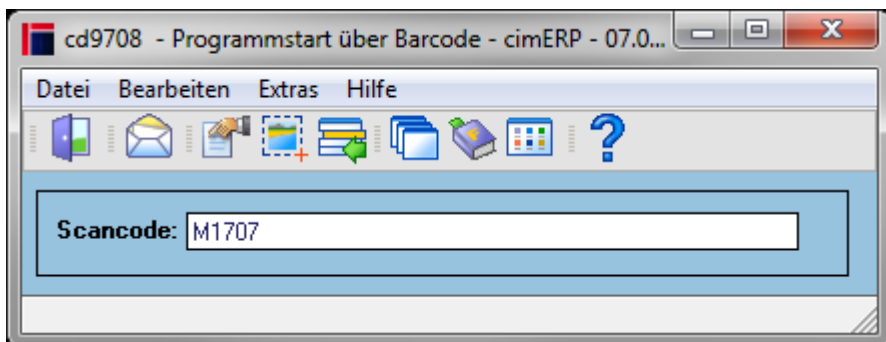 cd9708 - Programmstart über Barcode - cimERP - 07.0...
Datei Bearbeiten Extras Hilfe
Scancode: M1707